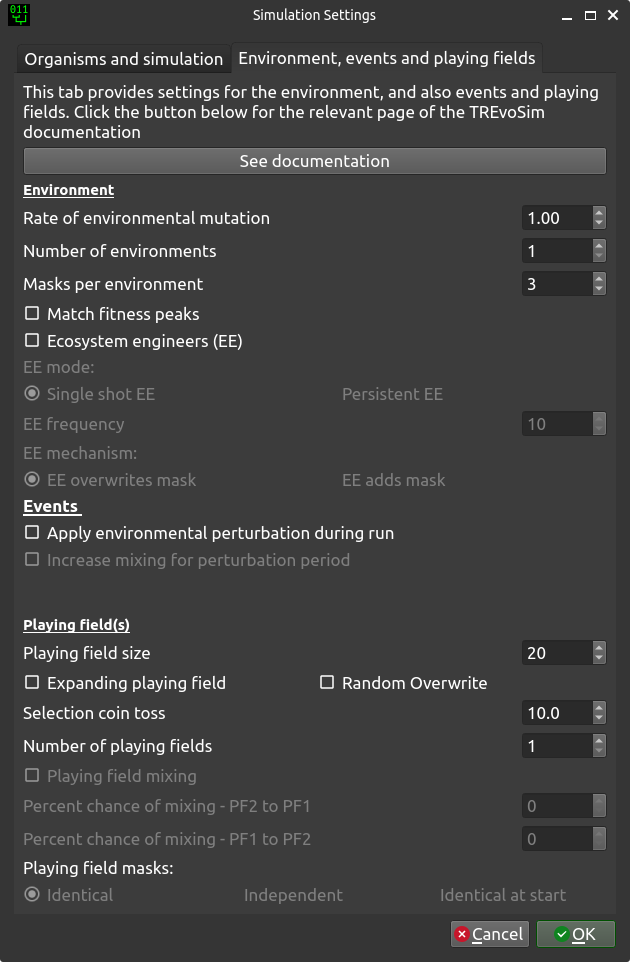 011
Simulation Settings
Organisms and simulation Environment, events and playing fields
This tab provides settings for the environment, and also events and playing
fields. Click the button below for the relevant page of the TREvoSim
documentation
See documentation
Environment
Rate of environmental mutation 1.00
Number of environments 1
Masks per environment 3
Match fitness peaks
Ecosystem engineers (EE)
EE mode:
Single shot EE Persistent EE
EE frequency 10
EE mechanism:
EE overwrites mask EE adds mask
Events
Apply environmental perturbation during run
Increase mixing for perturbation period
Playing field(s)
Playing field size 20
Expanding playing field Random Overwrite
Selection coin toss 10.0
Number of playing fields 1
Playing field mixing
Percent chance of mixing - PF2 to PF1 0
Percent chance of mixing - PF1 to PF2 0
Playing field masks:
Identical Independent Identical at start
Cancel OK